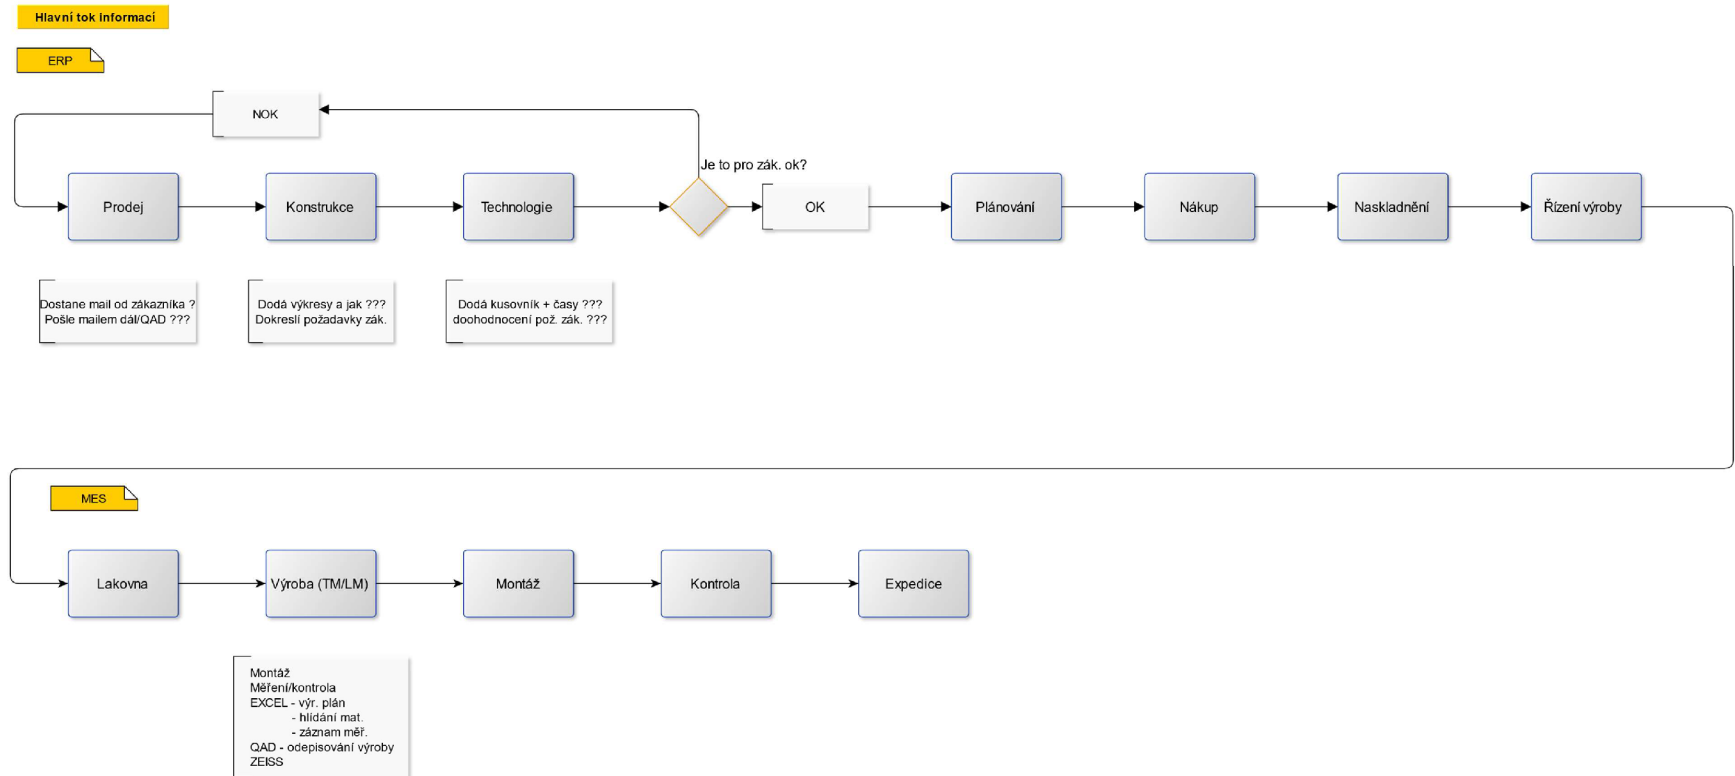 Hlavní tok informací
ERP
NOK
Je to pro zák. ok?
Prodej
Konstrukce
Technologie
OK
Plánování
Nákup
Naskladnění
Řízení výroby
Dostane mail od zákazníka ?
Pošle mailem dál/QAD ???
Dodá výkresy a jak ???
Dokreslí požadavky zák.
Dodá kusovník + časy ???
doohodnocení pož. zák. ???
MES
Lakovna
Výroba (TM/LM)
Montáž
Kontrola
Expedice
Montáž
Měření/kontrola
EXCEL - výr. plán
- hlídání mat.
- záznam měř.
QAD - odepisování výroby
ZEISS